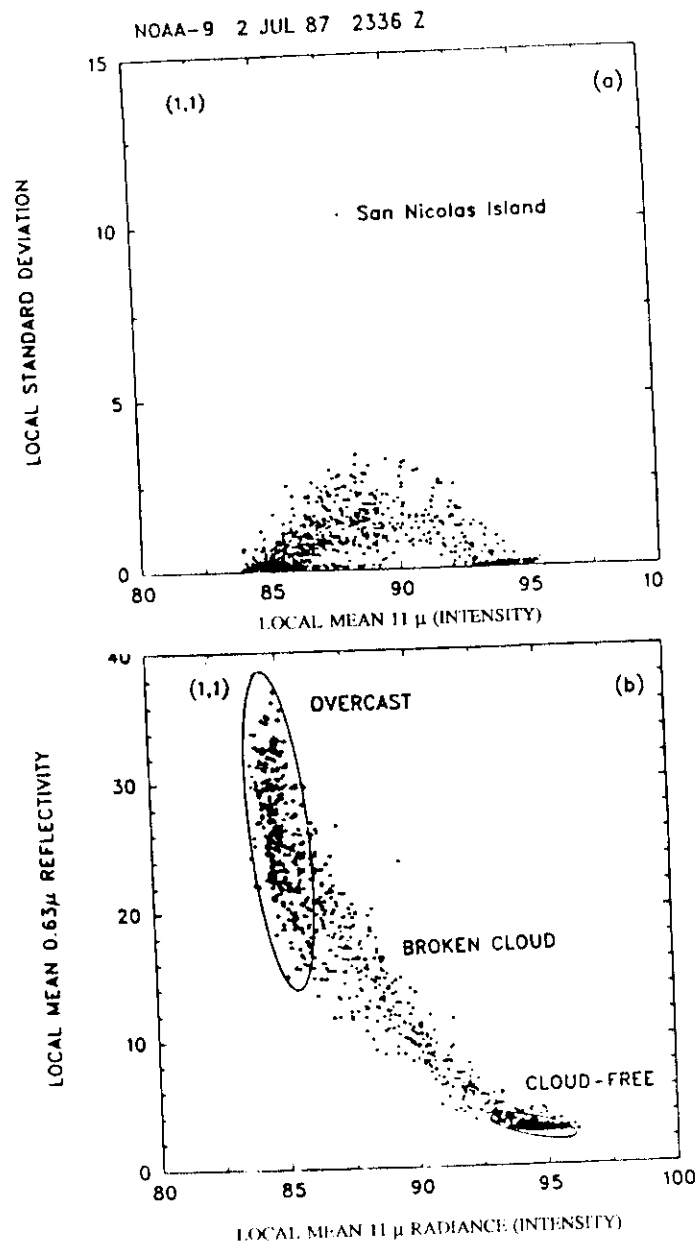 NOAA-9 2 JUL 87 2336 Z
15
(1,1)
(a)
LOCAL STANDARD DEVIATION
San Nicolas Island
10
5
0
80
85
90
95
10
LOCAL MEAN 11 μ (INTENSITY)
40
(1,1)
OVERCAST
(b)
LOCAL MEAN 0.63μ REFLECTIVITY
30
20
BROKEN CLOUD
10
CLOUD-FREE
0
80
85
90
95
100
LOCAL MEAN 11 μ RADIANCE (INTENSITY)